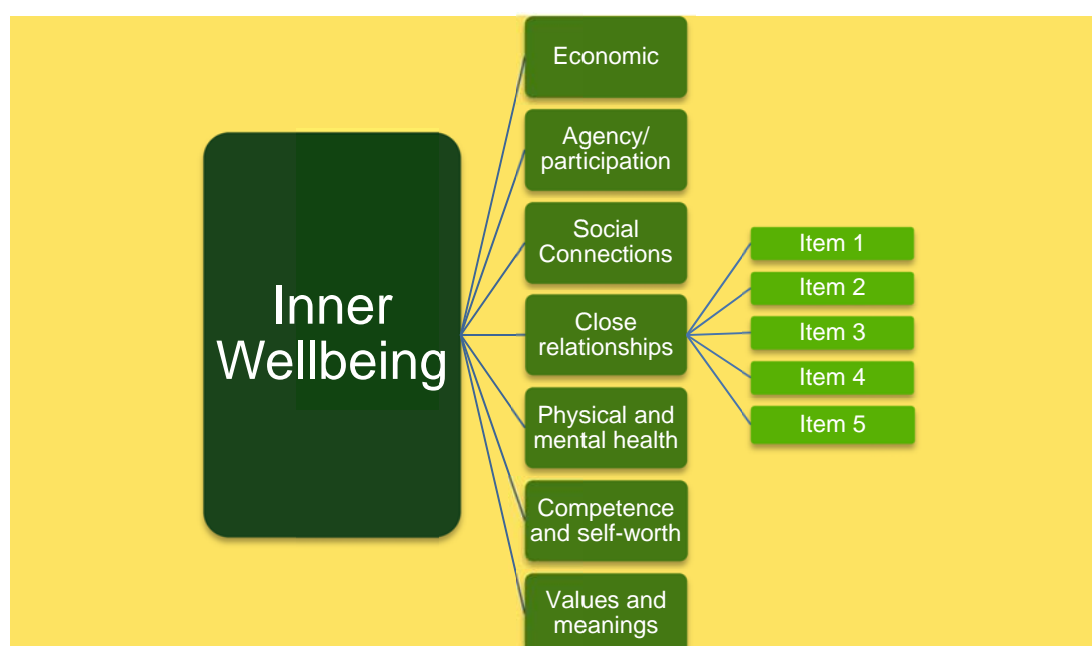 Inner
Wellbeing
Economic
Agency/
participation
Social
Connections
Close
relationships
Physical and
mental health
Competence
and self-worth
Values and
meanings
Item 1
Item 2
Item 3
Item 4
Item 5